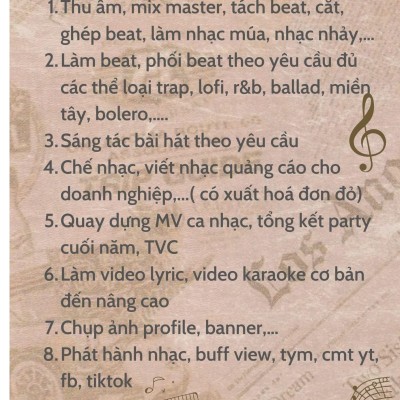 1. Thu âm, mix master, tách beat, cắt,
ghép beat, làm nhạc múa, nhạc nhảy,...
2. Làm beat, phối beat theo yêu cầu đủ
các thể loại trap, lofi, r&b, ballad, miền
tây, bolero,....
3. Sáng tác bài hát theo yêu cầu
4. Chế nhạc, viết nhạc quảng cáo cho
doanh nghiệp,...( có xuất hoá đơn đỏ)
5. Quay dựng MV ca nhạc, tổng kết party
cuối năm, TVC
6. Làm video lyric, video karaoke cơ bản
đến nâng cao
7. Chụp ảnh profile, banner,...
8. Phát hành nhạc, buff view, tym, cmt yt,
fb, tiktok